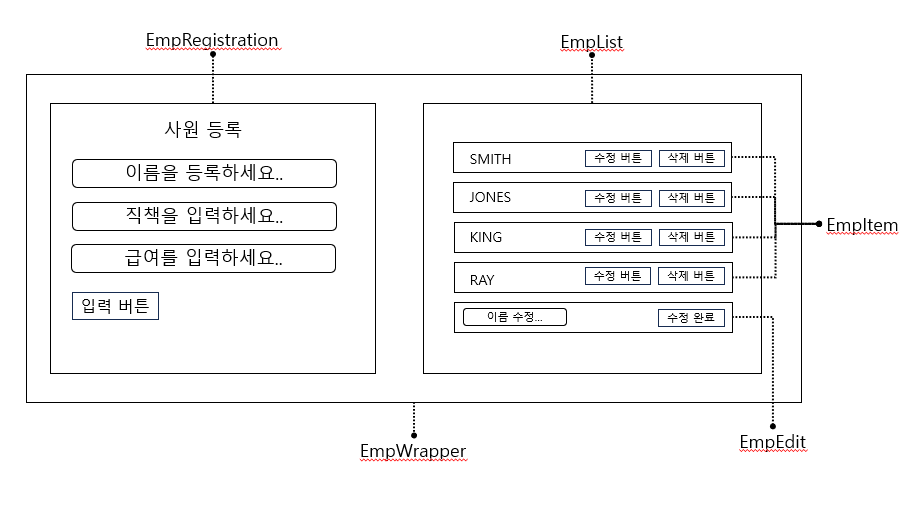 EmpRegistration
EmpList
사원 등록
이름을 등록하세요..
직책을 입력하세요..
급여를 입력하세요..
입력 버튼
SMITH 수정 버튼 삭제 버튼
JONES 수정 버튼 삭제 버튼
KING 수정 버튼 삭제 버튼
RAY 수정 버튼 삭제 버튼
이름 수정... 수정 완료
EmpItem
EmpEdit
EmpWrapper